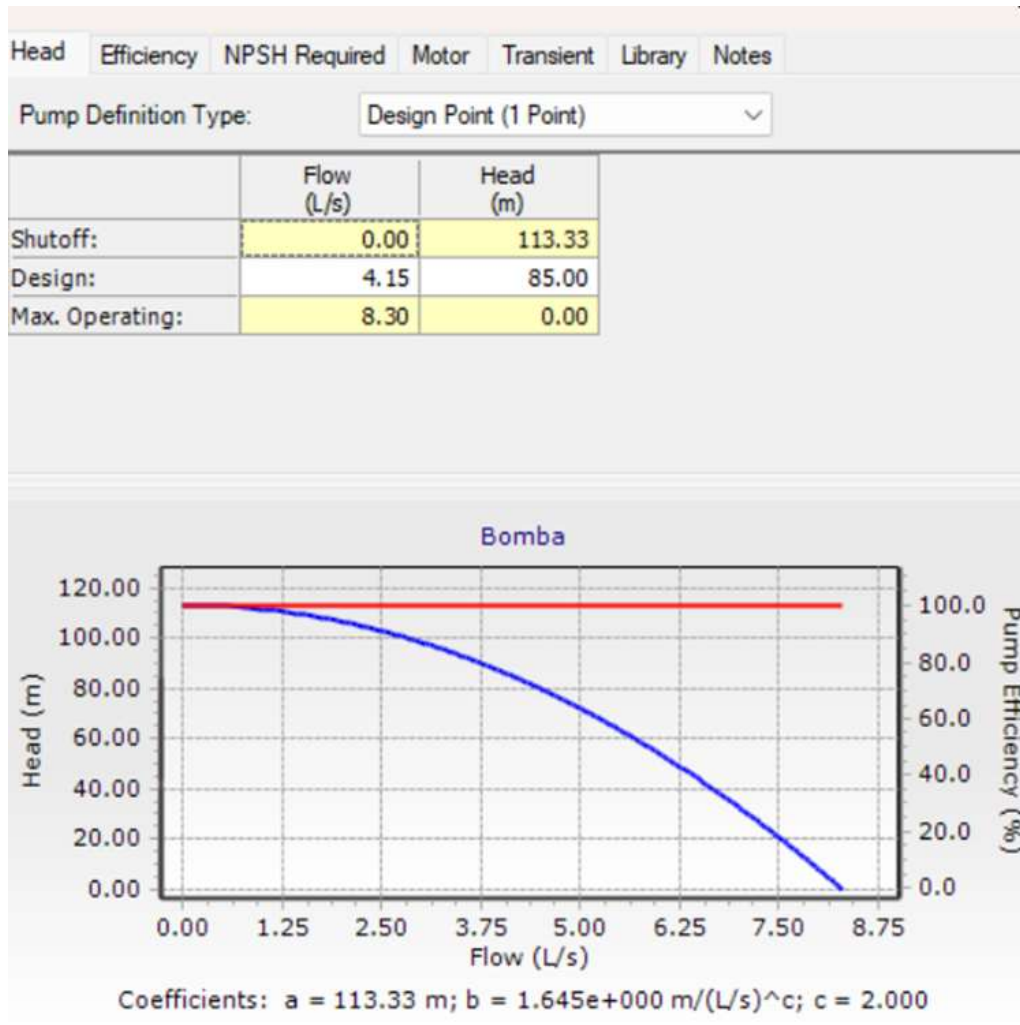 Head Efficiency NPSH Required Motor Transient Library Notes
Pump Definition Type: Design Point (1 Point)
Flow Head
(L/s) (m)
Shutoff: 0.00 113.33
Design: 4.15 85.00
Max. Operating: 8.30 0.00
Bomba
120.00
100.00
80.00
60.00
40.00
20.00
0.00
Head (m)
100.0
80.0
60.0
40.0
20.0
0.0
Pump Efficiency (%)
0.00 1.25 2.50 3.75 5.00 6.25 7.50 8.75
Flow (L/s)
Coefficients: a = 113.33 m; b = 1.645e+000 m/(L/s)^c; c = 2.000